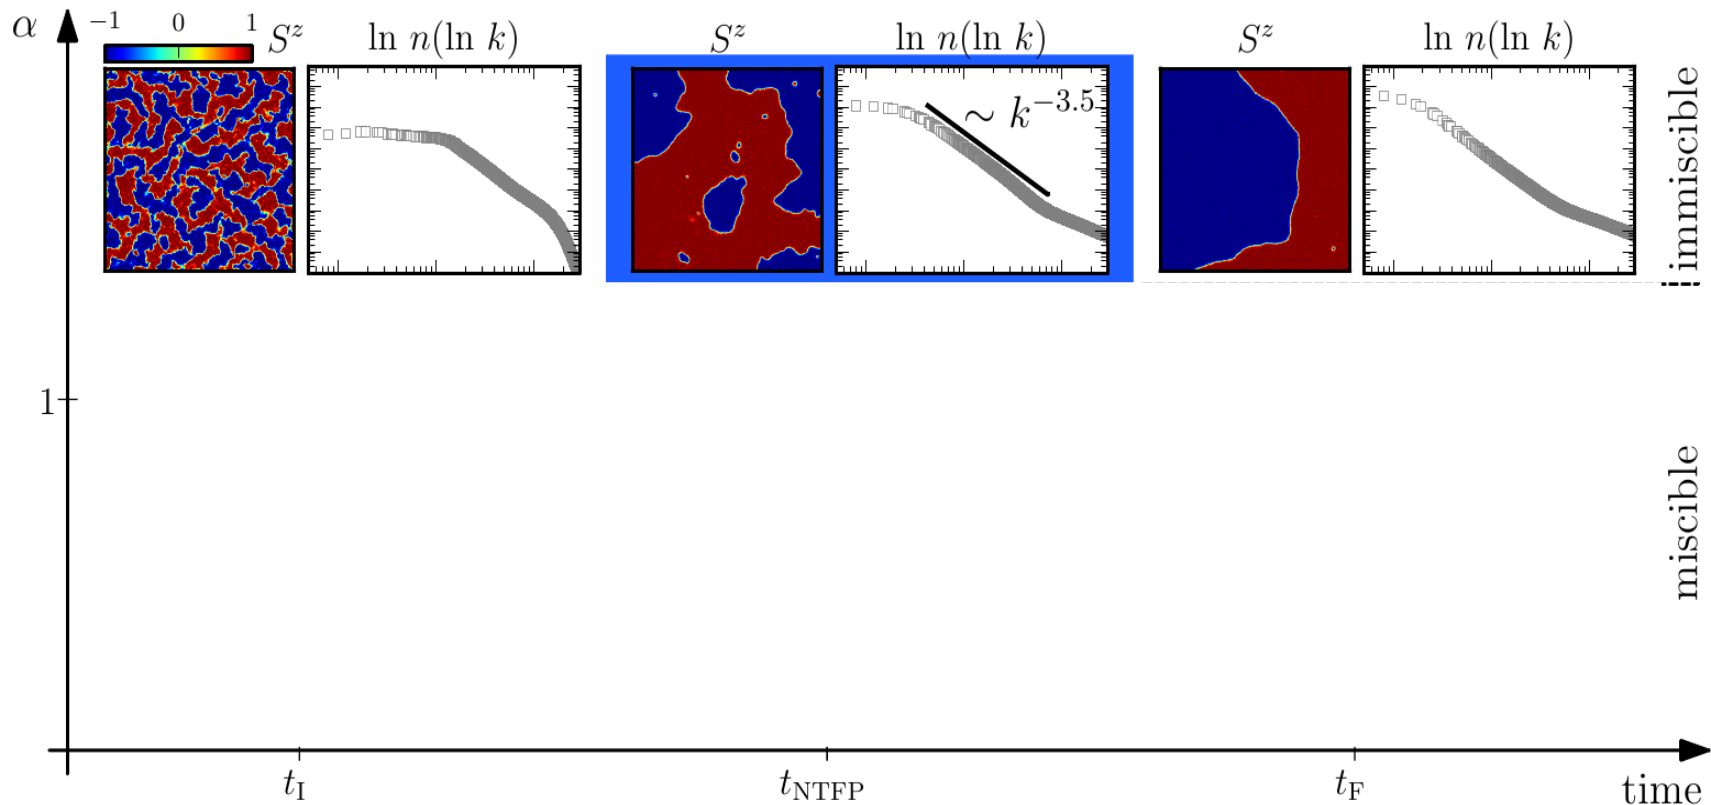 α
−1 0 1
S^z
ln n(ln k)
S^z
ln n(ln k)
S^z
ln n(ln k)
∼ k^{−3.5}
immiscible
1
miscible
t_I
t_NTFP
t_F
time